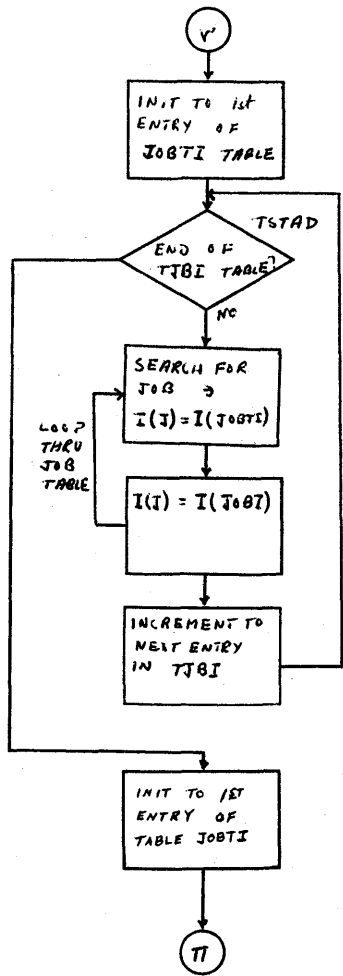 V'
INIT TO 1st
ENTRY OF
JOBTI TABLE
TSTAD
END OF
TJBI TABLE?
NO
SEARCH FOR
JOB ∋
I(J) = I(JOBTI)
LOOP
THRU
JOB
TABLE
I(J) = I(JOBI)
INCREMENT TO
NEXT ENTRY
IN TJBI
INIT TO 1ST
ENTRY OF
TABLE JOBTI